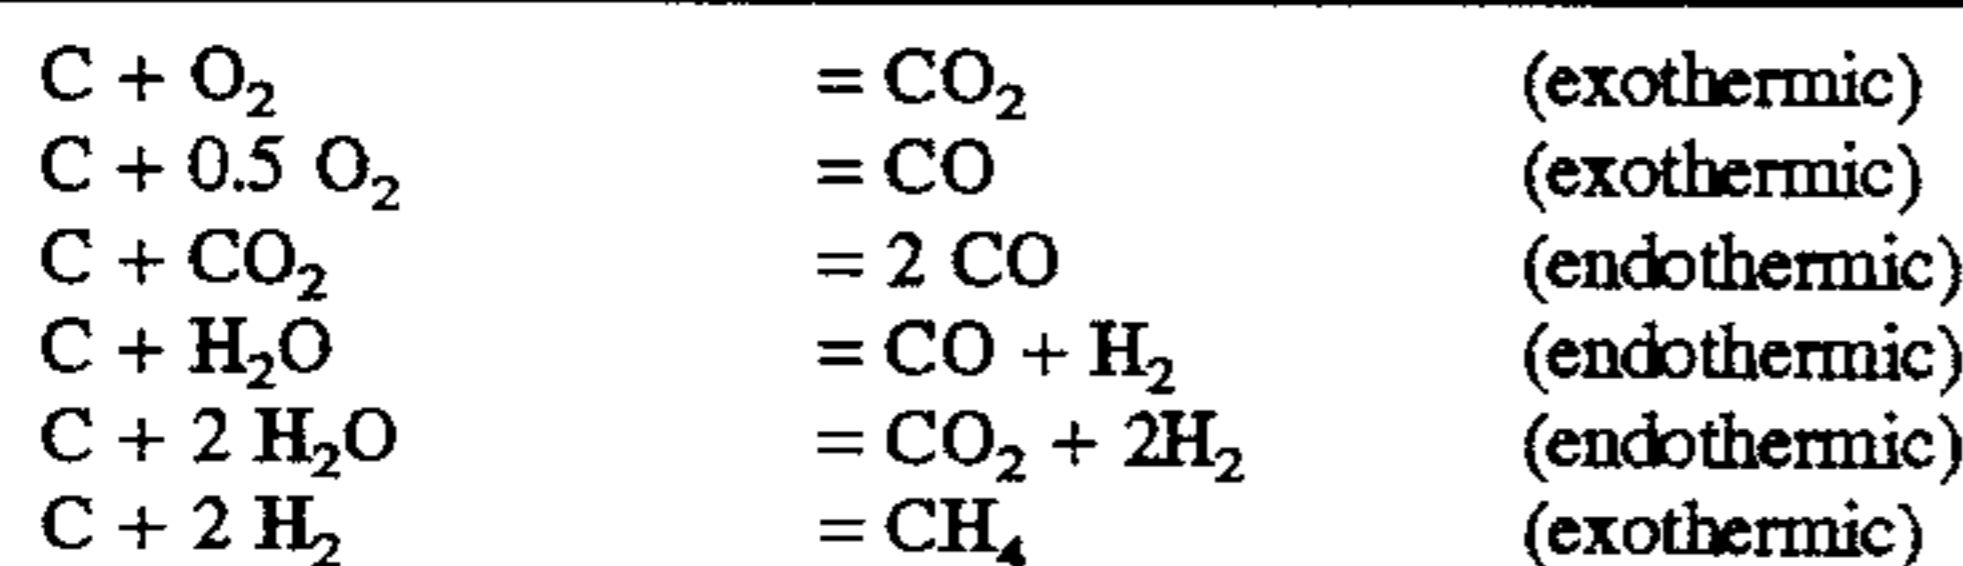 C + O₂ = CO₂ (exothermic)
C + 0.5 O₂ = CO (exothermic)
C + CO₂ = 2 CO (endothermic)
C + H₂O = CO + H₂ (endothermic)
C + 2 H₂O = CO₂ + 2H₂ (endothermic)
C + 2 H₂ = CH₄ (exothermic)